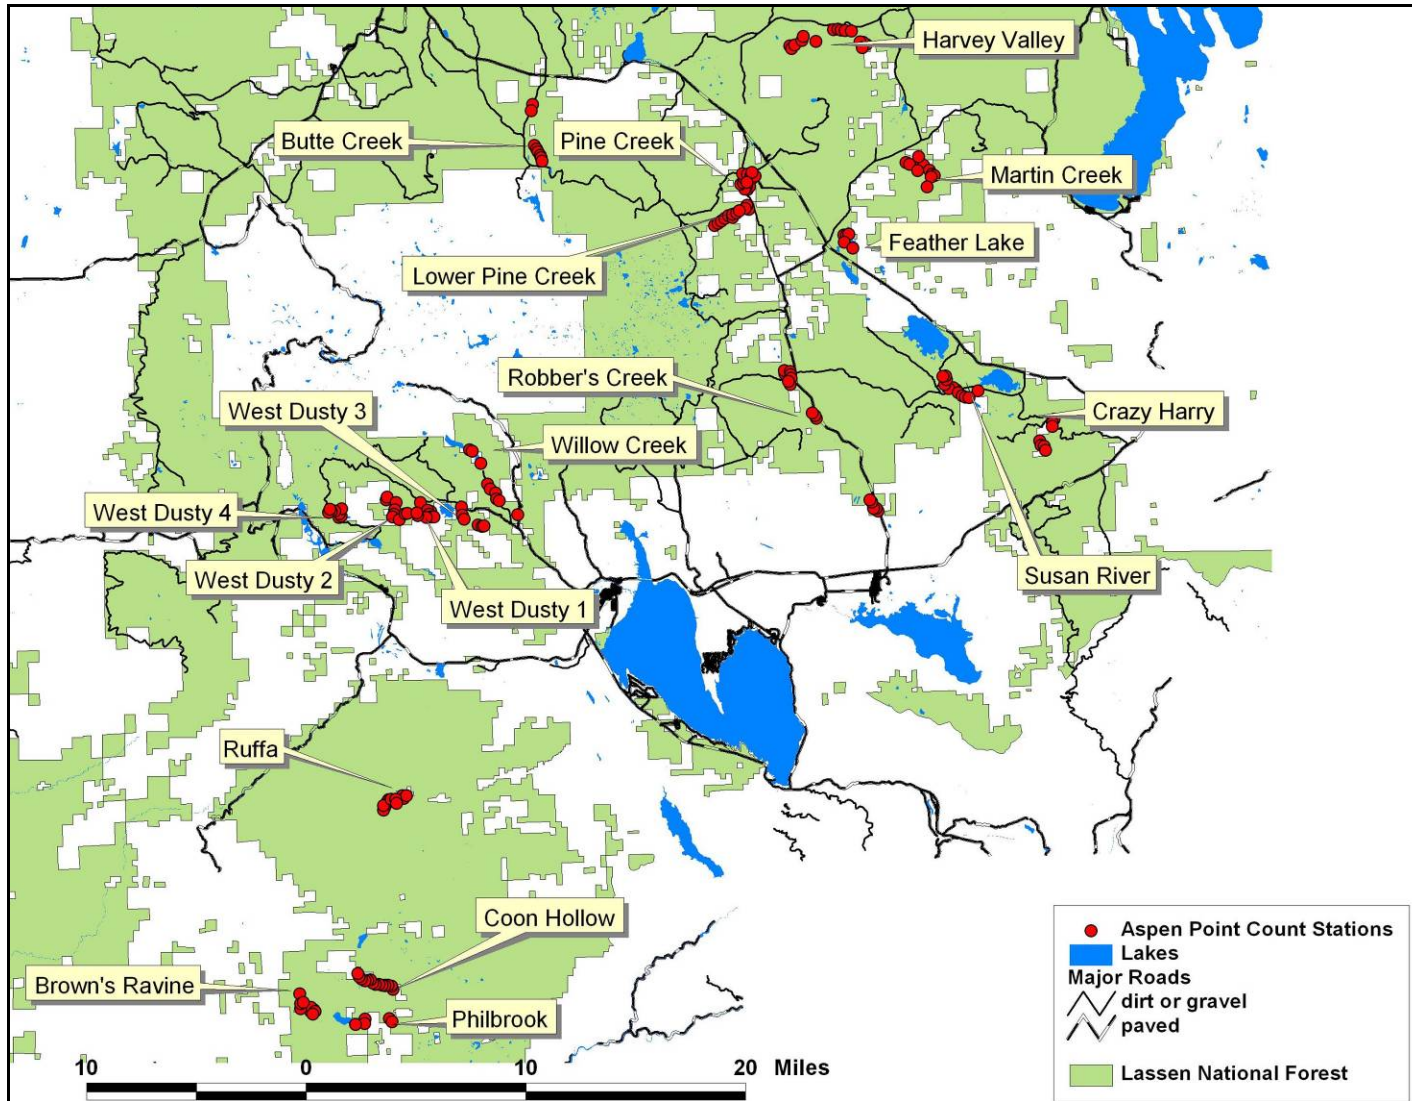 Harvey Valley
Butte Creek
Pine Creek
Martin Creek
Feather Lake
Lower Pine Creek
Robber's Creek
West Dusty 3
Crazy Harry
Willow Creek
West Dusty 4
West Dusty 2
Susan River
West Dusty 1
Ruffa
Coon Hollow
Brown's Ravine
Philbrook
Aspen Point Count Stations
Lakes
Major Roads
dirt or gravel
paved
Lassen National Forest
10 0 10 20 Miles